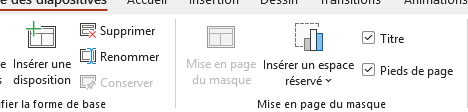 des diapositives Accueil Insertion Dessin Transitions Animations
Insérer une
disposition
Supprimer
Renommer
Conserver
Mise en page
du masque
Insérer un espace
réservé
Titre
Pieds de page
fier la forme de base
Mise en page du masque